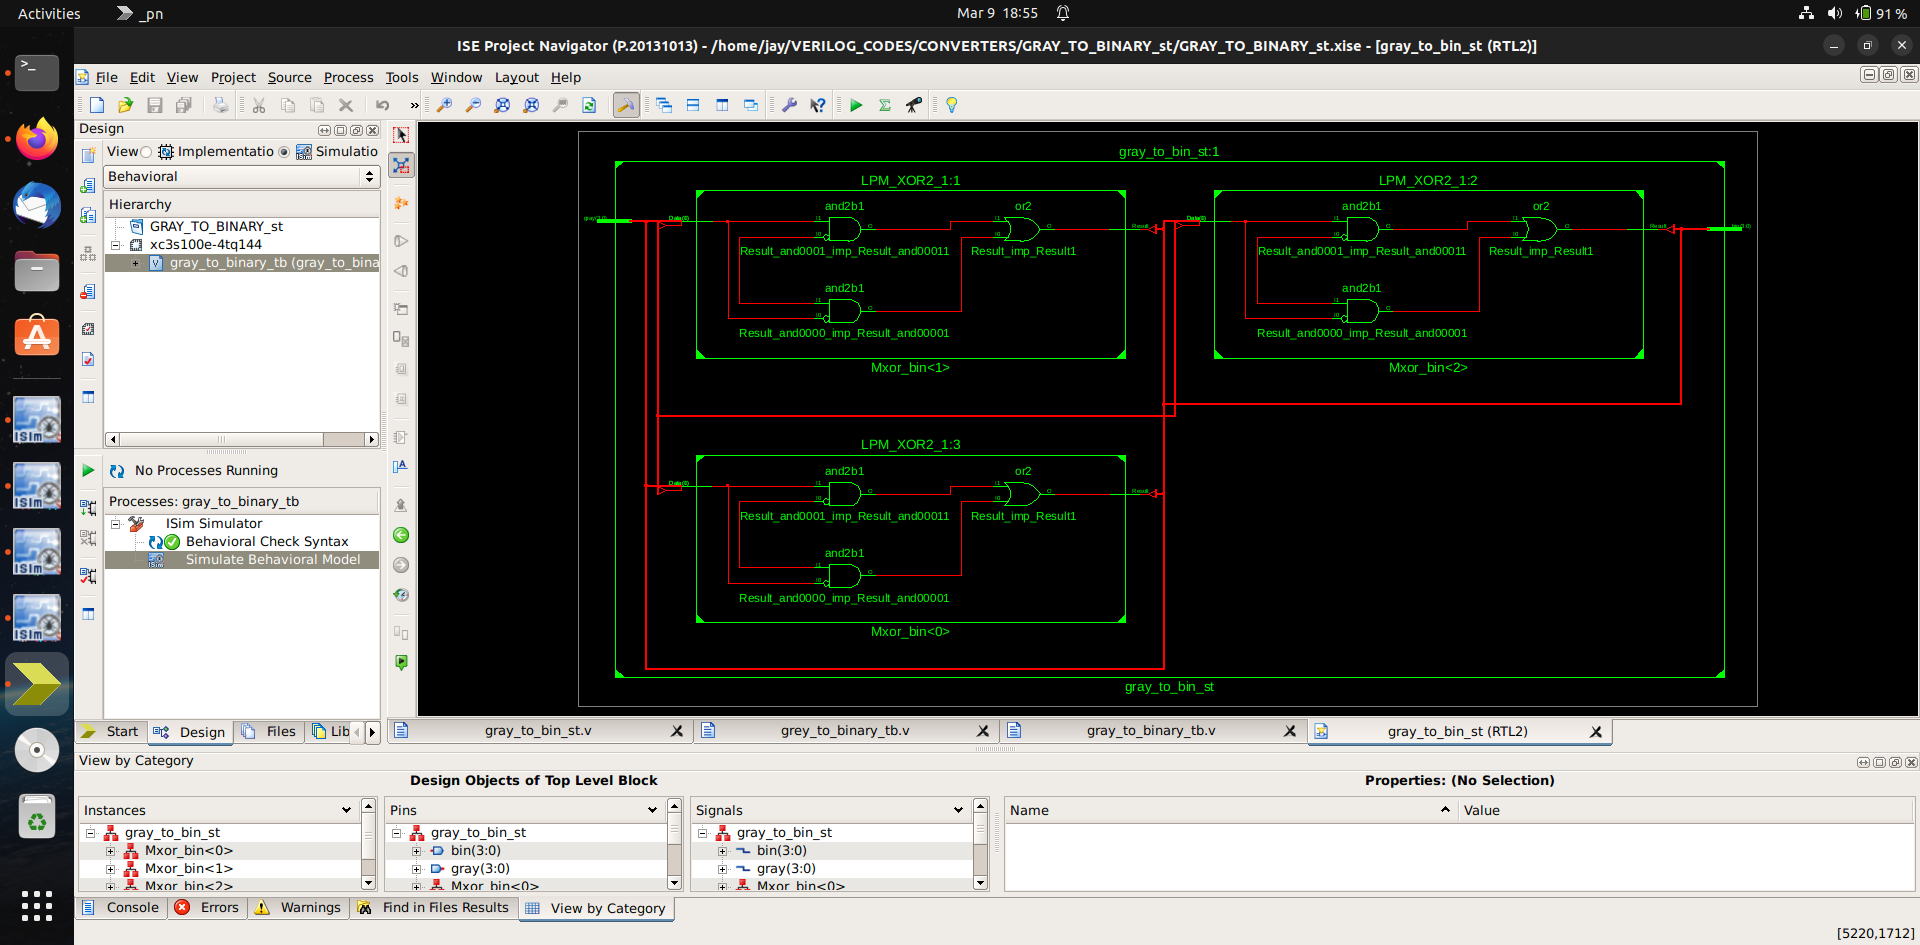 Activities
_pn
Mar 9 18:55
91 %
ISE Project Navigator (P.20131013) - /home/jay/VERILOG_CODES/CONVERTERS/GRAY_TO_BINARY_st/GRAY_TO_BINARY_st.xise - [gray_to_bin_st (RTL2)]
File Edit View Project Source Process Tools Window Layout Help
Design
View Implementatio Simulatio
Behavioral
Hierarchy
GRAY_TO_BINARY_st
xc3s100e-4tq144
gray_to_binary_tb (gray_to_bina
No Processes Running
Processes: gray_to_binary_tb
ISim Simulator
Behavioral Check Syntax
Simulate Behavioral Model
Start Design Files Lib
ISim
ISim
ISim
ISim
gray_to_bin_st:1
LPM_XOR2_1:1
and2b1
or2
Result_and0001_imp_Result_and00011
Result_imp_Result1
and2b1
Result_and0000_imp_Result_and00001
Mxor_bin<1>
LPM_XOR2_1:2
and2b1
or2
Result_and0001_imp_Result_and00011
Result_imp_Result1
and2b1
Result_and0000_imp_Result_and00001
Mxor_bin<2>
LPM_XOR2_1:3
and2b1
or2
Result_and0001_imp_Result_and00011
Result_imp_Result1
and2b1
Result_and0000_imp_Result_and00001
Mxor_bin<0>
gray_to_bin_st
gray_to_bin_st.v
grey_to_binary_tb.v
gray_to_binary_tb.v
gray_to_bin_st (RTL2)
View by Category
Design Objects of Top Level Block
Properties: (No Selection)
Instances
gray_to_bin_st
Mxor_bin<0>
Mxor_bin<1>
Mxor_bin<2>
Pins
gray_to_bin_st
bin(3:0)
gray(3:0)
Mxor_bin<0>
Signals
gray_to_bin_st
bin(3:0)
gray(3:0)
Mxor_bin<0>
Name Value
Console Errors Warnings Find in Files Results View by Category
[5220,1712]